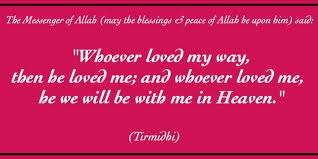 The Messenger of Allah (may the blessings & peace of Allah be upon him) said:
"Whoever loved my way,
then he loved me; and whoever loved me,
he we will be with me in Heaven."
(Tirmidhi)